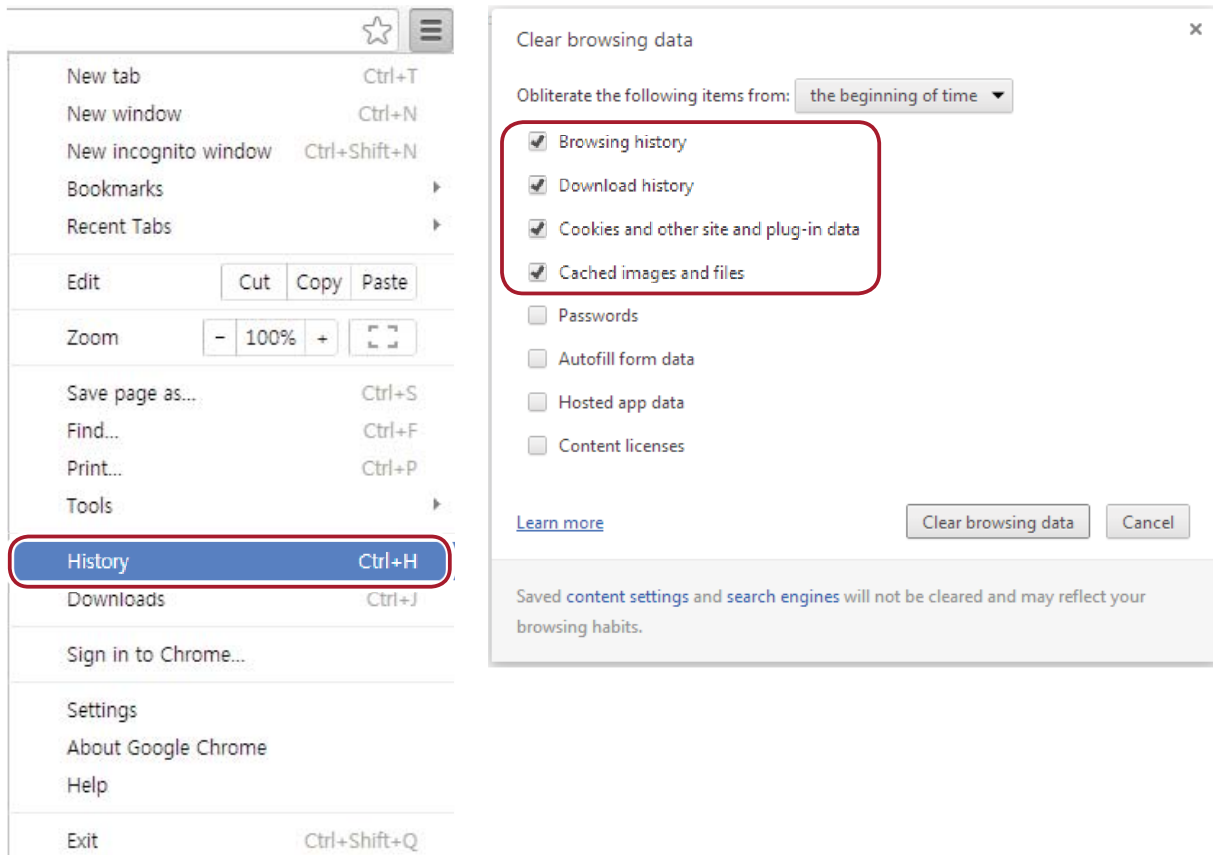 New tab Ctrl+T
New window Ctrl+N
New incognito window Ctrl+Shift+N
Bookmarks
Recent Tabs
Edit Cut Copy Paste
Zoom - 100% +
Save page as... Ctrl+S
Find... Ctrl+F
Print... Ctrl+P
Tools
History Ctrl+H
Downloads Ctrl+J
Sign in to Chrome...
Settings
About Google Chrome
Help
Exit Ctrl+Shift+Q
Clear browsing data ×
Obliterate the following items from: the beginning of time
Browsing history
Download history
Cookies and other site and plug-in data
Cached images and files
Passwords
Autofill form data
Hosted app data
Content licenses
Learn more Clear browsing data Cancel
Saved content settings and search engines will not be cleared and may reflect your
browsing habits.